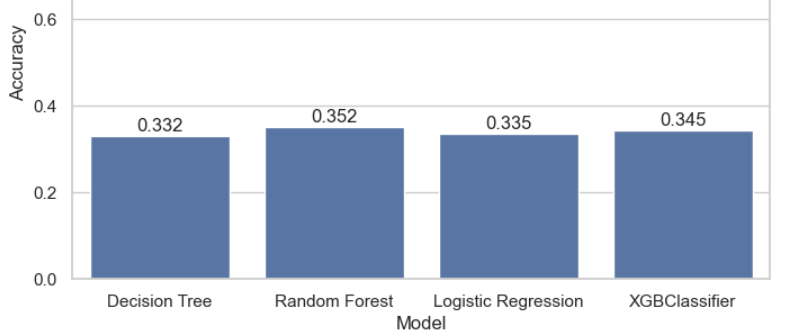 0.6
Accuracy
0.4
0.332
0.352
0.335
0.345
0.2
0.0
Decision Tree
Random Forest
Logistic Regression
XGBClassifier
Model